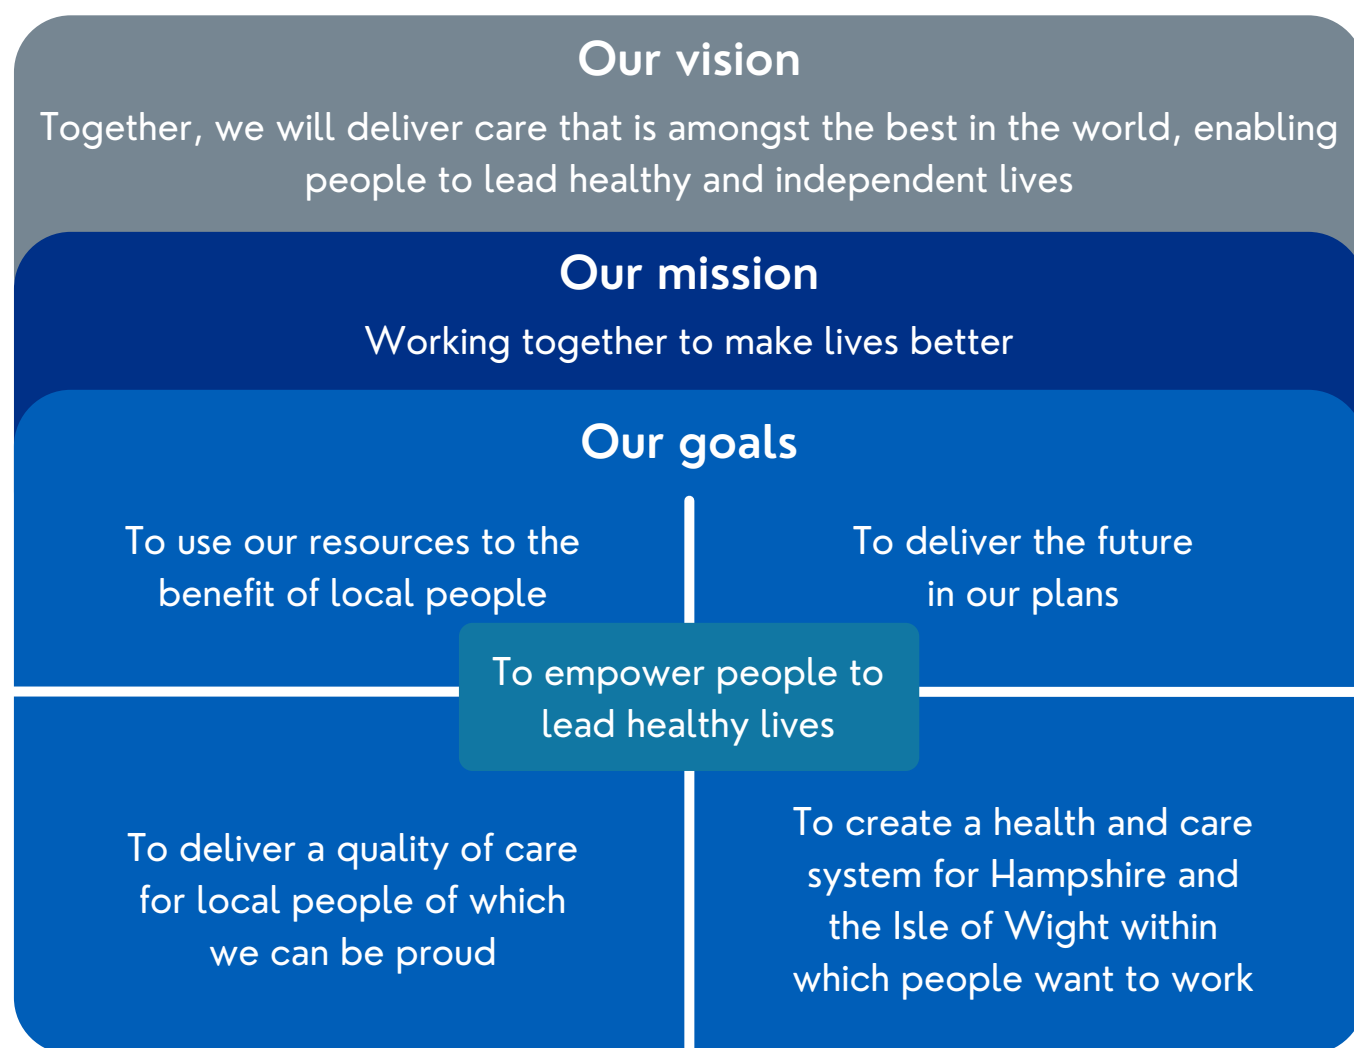 Our vision
Together, we will deliver care that is amongst the best in the world, enabling
people to lead healthy and independent lives
Our mission
Working together to make lives better
Our goals
To use our resources to the
benefit of local people
To deliver the future
in our plans
To empower people to
lead healthy lives
To deliver a quality of care
for local people of which
we can be proud
To create a health and care
system for Hampshire and
the Isle of Wight within
which people want to work